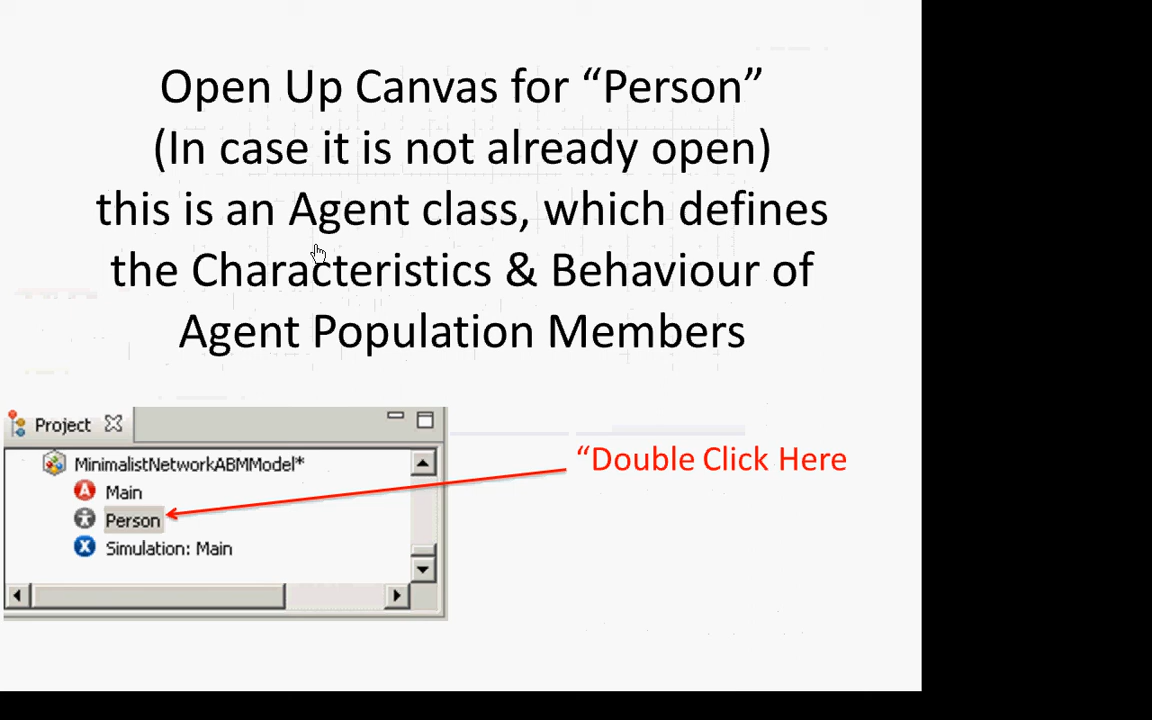 Open Up Canvas for “Person”
(In case it is not already open)
this is an Agent class, which defines
the Characteristics & Behaviour of
Agent Population Members
Project
MinimalistNetworkABMModel*
Main
Person
Simulation: Main
“Double Click Here